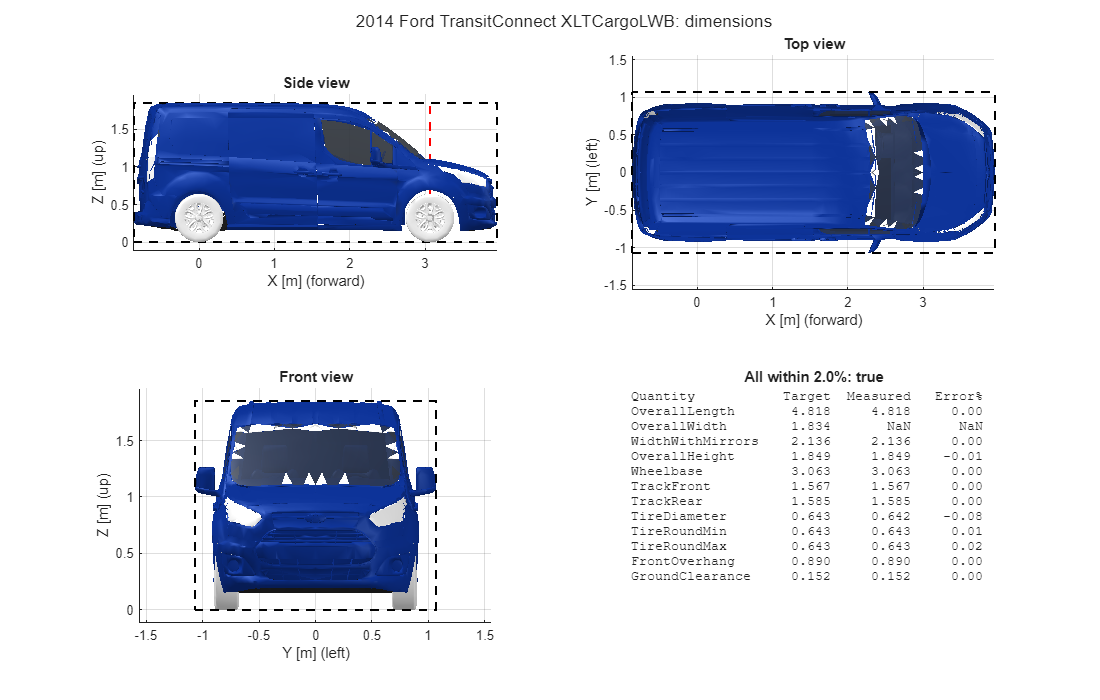 2014 Ford TransitConnect XLTCargoLWB: dimensions
Side view
Z [m] (up)
1.5
1
0.5
0
0 1 2 3
X [m] (forward)
Top view
Y [m] (left)
1.5
1
0.5
0
-0.5
-1
-1.5
0 1 2 3
X [m] (forward)
Front view
Z [m] (up)
1.5
1
0.5
0
-1.5 -1 -0.5 0 0.5 1 1.5
Y [m] (left)
All within 2.0%: true
Quantity Target Measured Error%
OverallLength 4.818 4.818 0.00
OverallWidth 1.834 NaN NaN
WidthWithMirrors 2.136 2.136 0.00
OverallHeight 1.849 1.849 -0.01
Wheelbase 3.063 3.063 0.00
TrackFront 1.567 1.567 0.00
TrackRear 1.585 1.585 0.00
TireDiameter 0.643 0.642 -0.08
TireRoundMin 0.643 0.643 0.01
TireRoundMax 0.643 0.643 0.02
FrontOverhang 0.890 0.890 0.00
GroundClearance 0.152 0.152 0.00